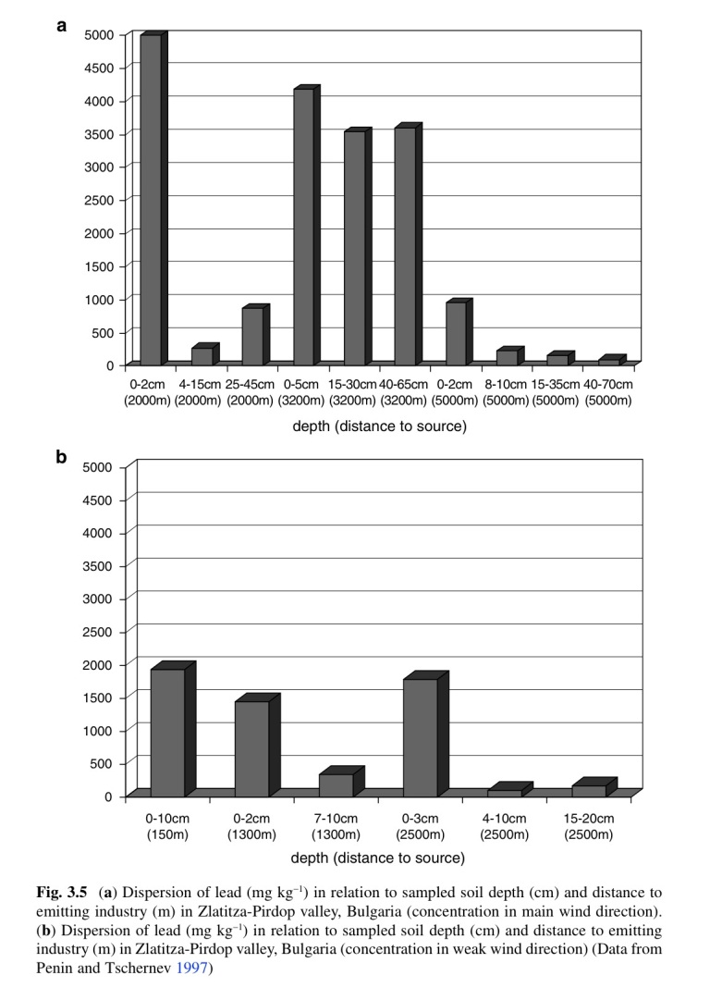 a
5000
4500
4000
3500
3000
2500
2000
1500
1000
500
0
0-2cm 4-15cm 25-45cm 0-5cm 15-30cm 40-65cm 0-2cm 8-10cm 15-35cm 40-70cm
(2000m) (2000m) (2000m) (3200m) (3200m) (3200m) (5000m) (5000m) (5000m) (5000m)
depth (distance to source)
b
5000
4500
4000
3500
3000
2500
2000
1500
1000
500
0
0-10cm 0-2cm 7-10cm 0-3cm 4-10cm 15-20cm
(150m) (1300m) (1300m) (2500m) (2500m) (2500m)
depth (distance to source)
Fig. 3.5 (a) Dispersion of lead (mg kg⁻¹) in relation to sampled soil depth (cm) and distance to
emitting industry (m) in Zlatitza-Pirdop valley, Bulgaria (concentration in main wind direction).
(b) Dispersion of lead (mg kg⁻¹) in relation to sampled soil depth (cm) and distance to emitting
industry (m) in Zlatitza-Pirdop valley, Bulgaria (concentration in weak wind direction) (Data from
Penin and Tschernev 1997)